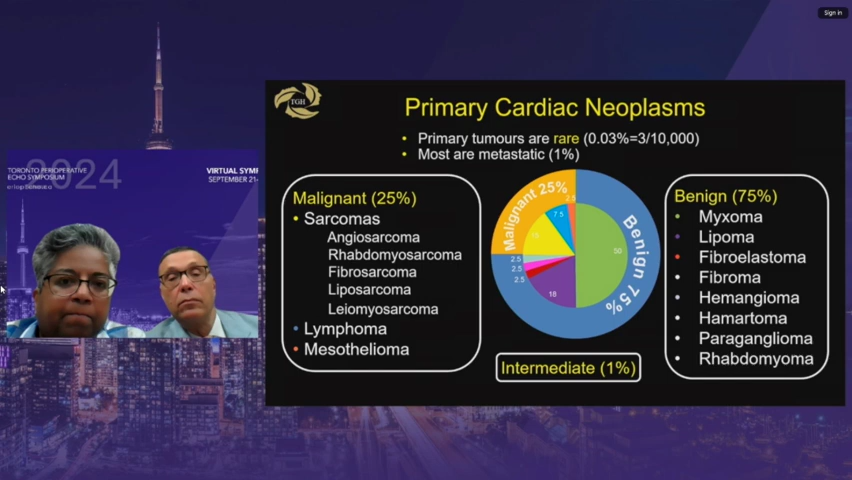 Sign in
TGH
Primary Cardiac Neoplasms
• Primary tumours are rare (0.03%=3/10,000)
• Most are metastatic (1%)
2024
TORONTO PERIOPERATIVE
ECHO SYMPOSIUM
VIRTUAL SYMP
SEPTEMBER 21-
Malignant (25%)
• Sarcomas
Angiosarcoma
Rhabdomyosarcoma
Fibrosarcoma
Liposarcoma
Leiomyosarcoma
• Lymphoma
• Mesothelioma
Malignant 25%
Benign 75%
2.5
7.5
50
2.5
2.5
2.5
18
Intermediate (1%)
Benign (75%)
• Myxoma
• Lipoma
• Fibroelastoma
• Fibroma
• Hemangioma
• Hamartoma
• Paraganglioma
• Rhabdomyoma